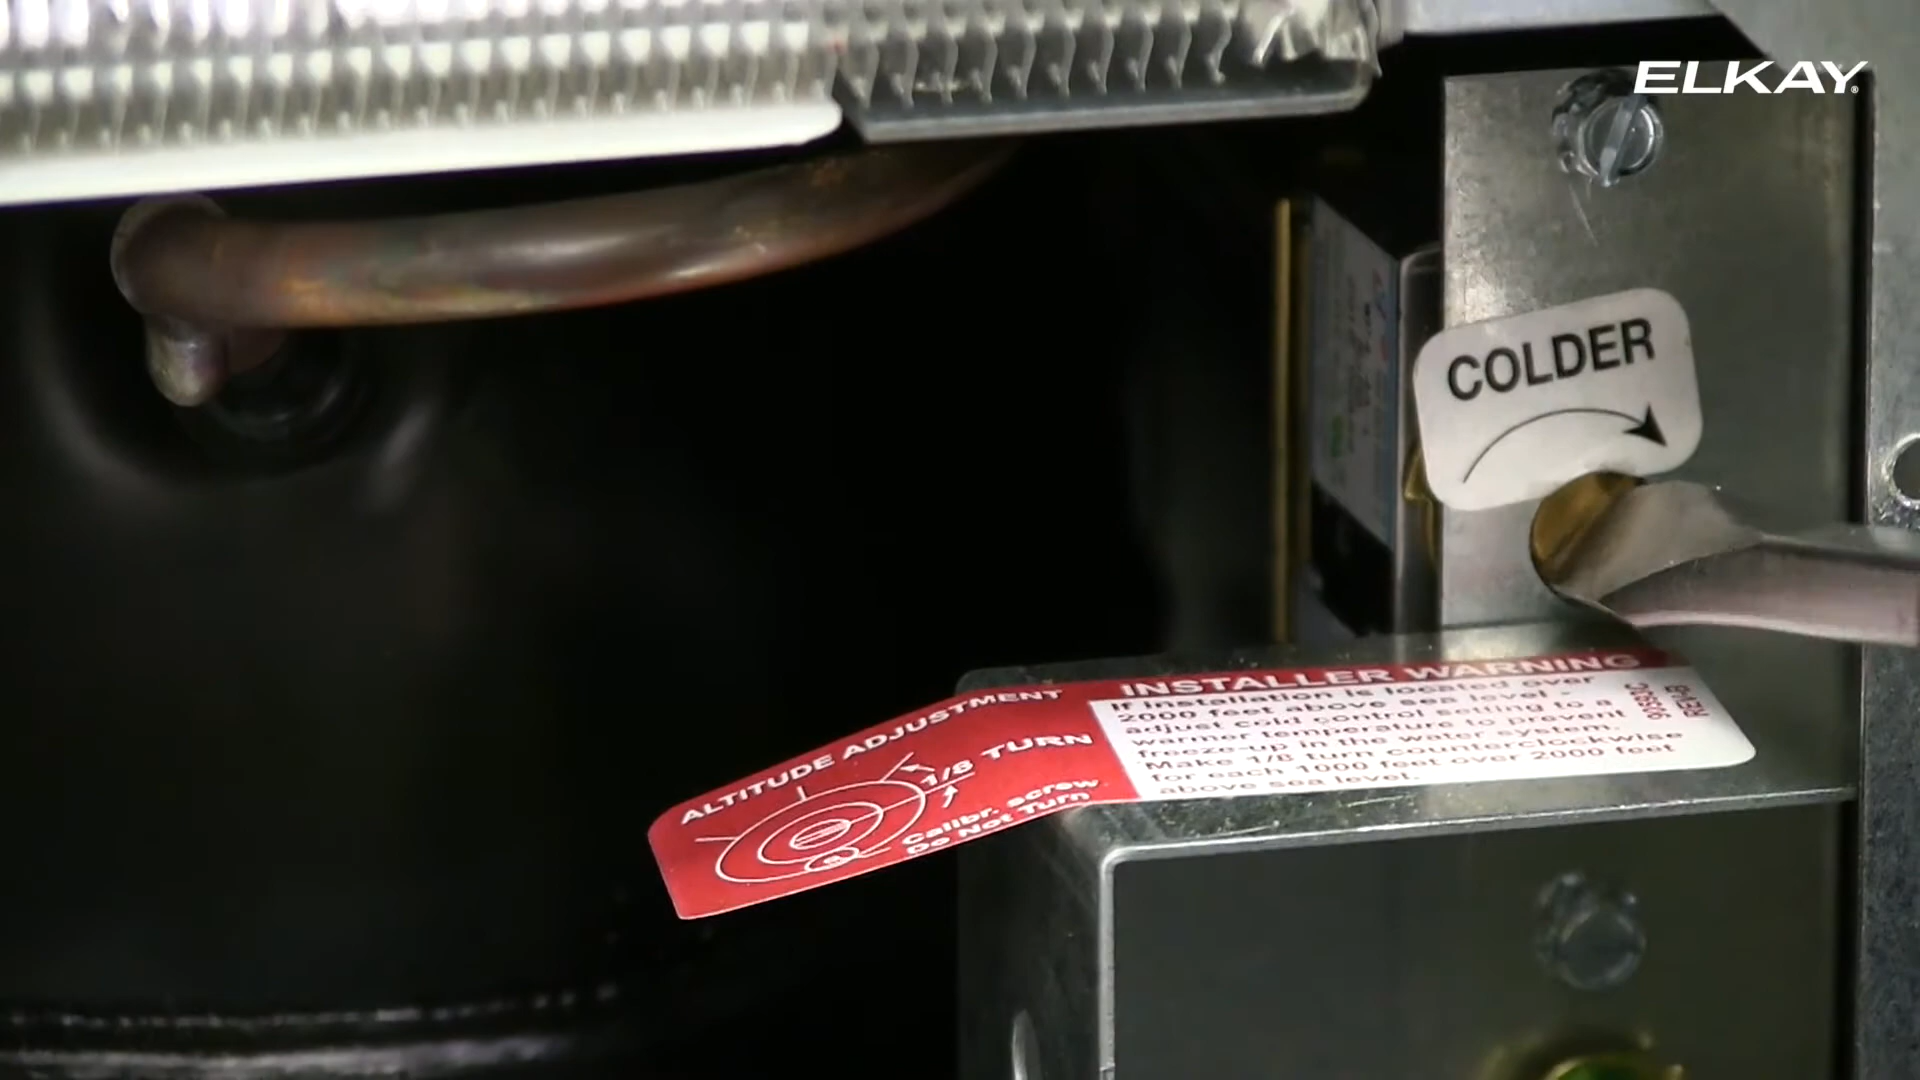 ELKAY
COLDER
INSTALLER WARNING
If installation is located over
2000 feet above sea level -
adjust cold control setting to a
warmer temperature to prevent
freeze-up in the water system.
Make 1/8 turn counterclockwise
for each 1000 feet over 2000 feet
above sea level.
ALTITUDE ADJUSTMENT
1/8 TURN
Calibr. screw
Do Not Turn